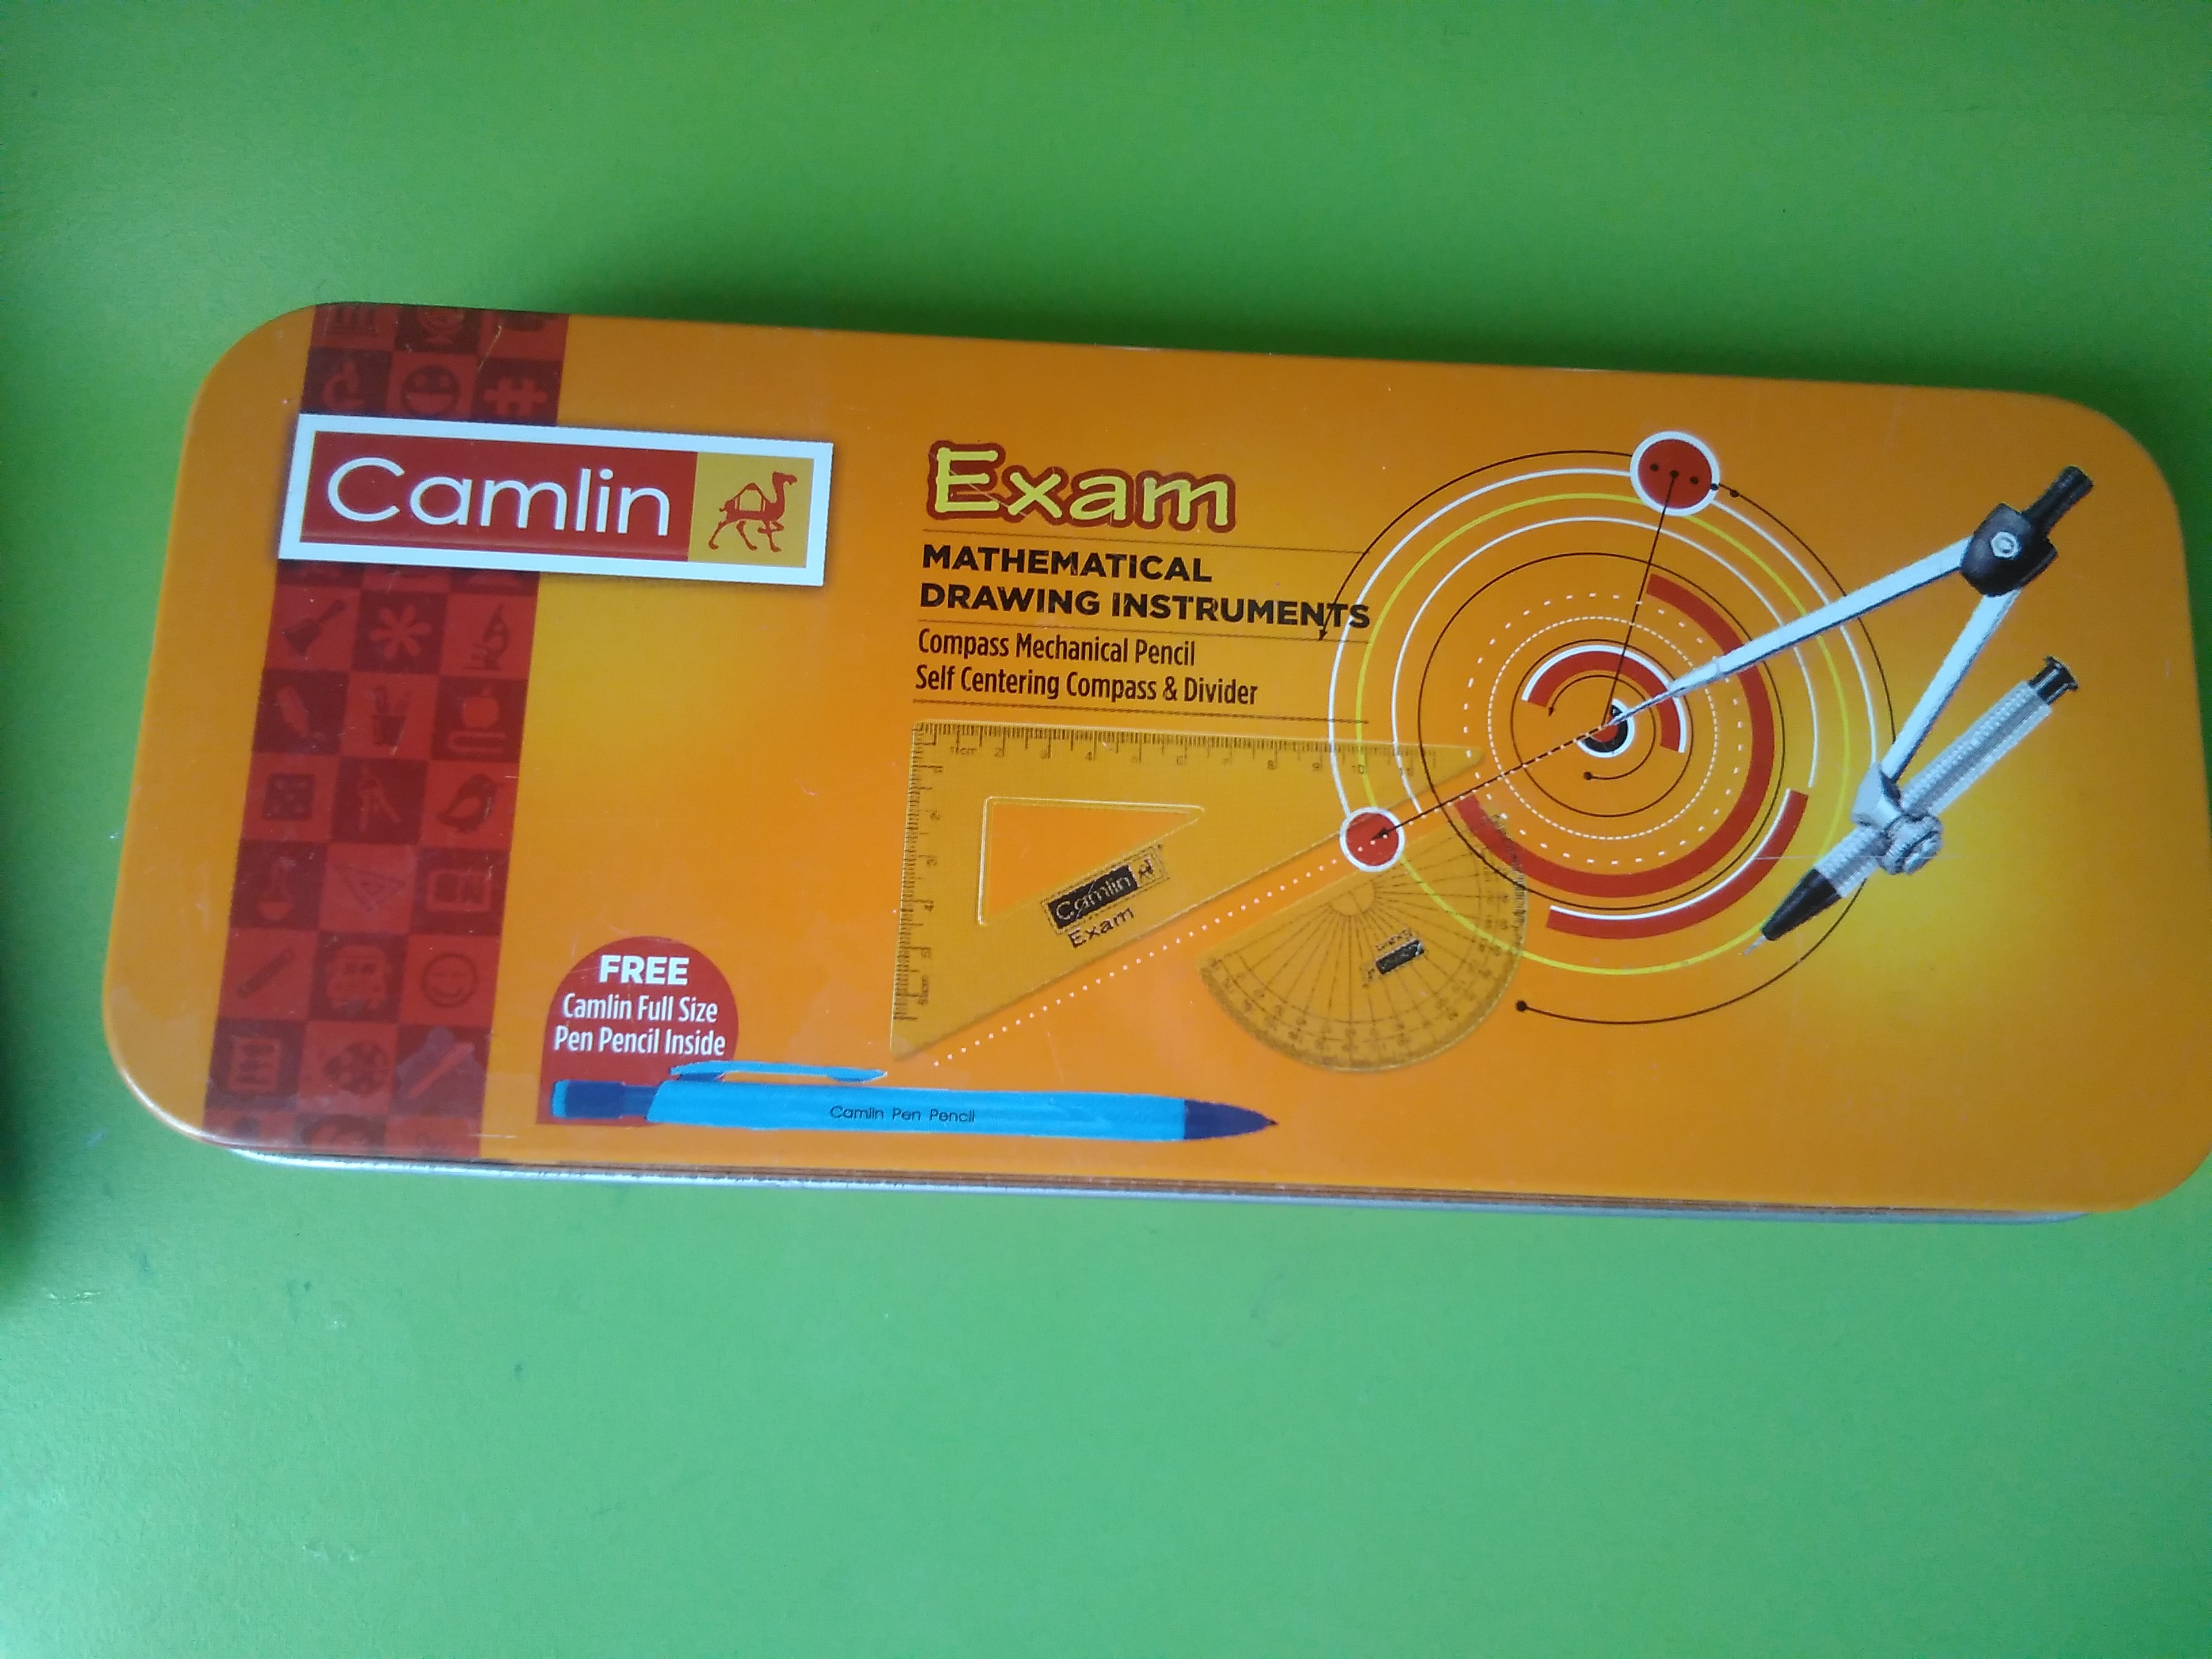 Camlin
Exam
MATHEMATICAL
DRAWING INSTRUMENTS
Compass Mechanical Pencil
Self Centering Compass & Divider
Camlin
Exam
FREE
Camlin Full Size
Pen Pencil Inside
Camlin Pen Pencil